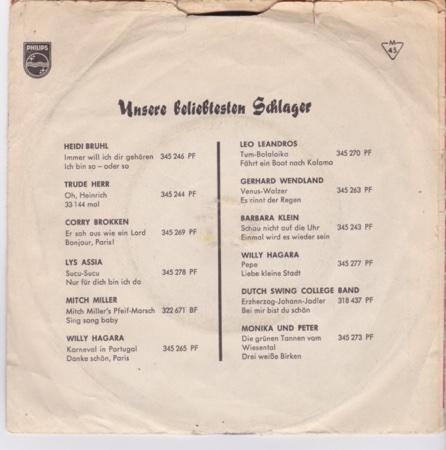 PHILIPS
M
45
Unsere beliebtesten Schlager
HEIDI BRUHL
Immer will ich dir gehören 345 246 PF
Ich bin so – oder so
TRUDE HERR
Oh, Heinrich 345 244 PF
33 144 mal
CORRY BROKKEN
Er sah aus wie ein Lord 345 269 PF
Bonjour, Paris!
LYS ASSIA
Sucu-Sucu 345 278 PF
Nur für dich bin ich da
MITCH MILLER
Mitch Miller's Pfeif-Marsch 322 671 BF
Sing song baby
WILLY HAGARA
Karneval in Portugal 345 265 PF
Danke schön, Paris
LEO LEANDROS
Tum-Balalaika 345 270 PF
Fährt ein Boot nach Kalamo
GERHARD WENDLAND
Venus-Walzer 345 263 PF
Es rinnt der Regen
BARBARA KLEIN
Schau nicht auf die Uhr 345 243 PF
Einmal wird es wieder sein
WILLY HAGARA
Pepe 345 277 PF
Liebe kleine Stadt
DUTCH SWING COLLEGE BAND
Erzherzog-Johann-Jodler 318 437 PF
Bei mir bist du schön
MONIKA UND PETER
Die grünen Tannen vom 345 273 PF
Wiesental
Drei weiße Birken